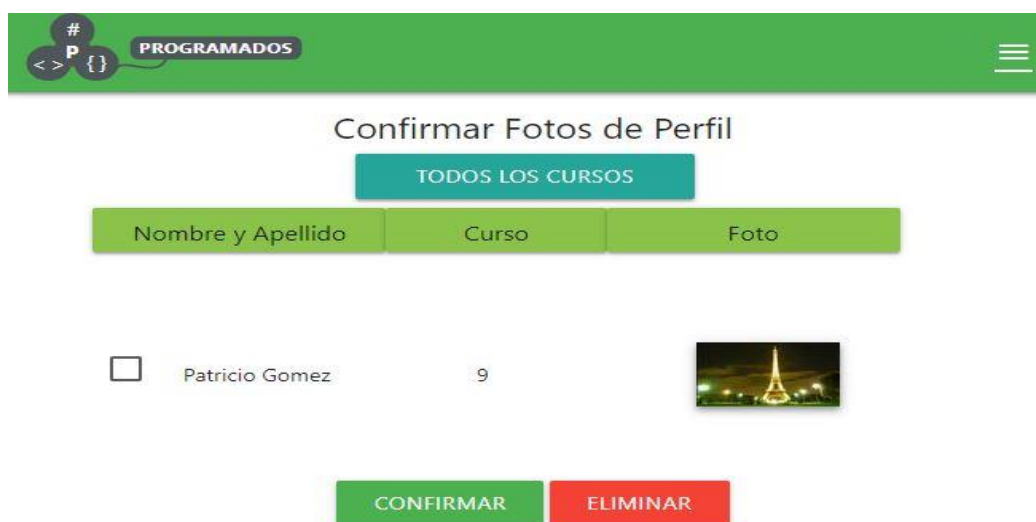 #
P
< >
{ }
PROGRAMADOS
Confirmar Fotos de Perfil
TODOS LOS CURSOS
Nombre y Apellido Curso Foto
Patricio Gomez 9
CONFIRMAR ELIMINAR